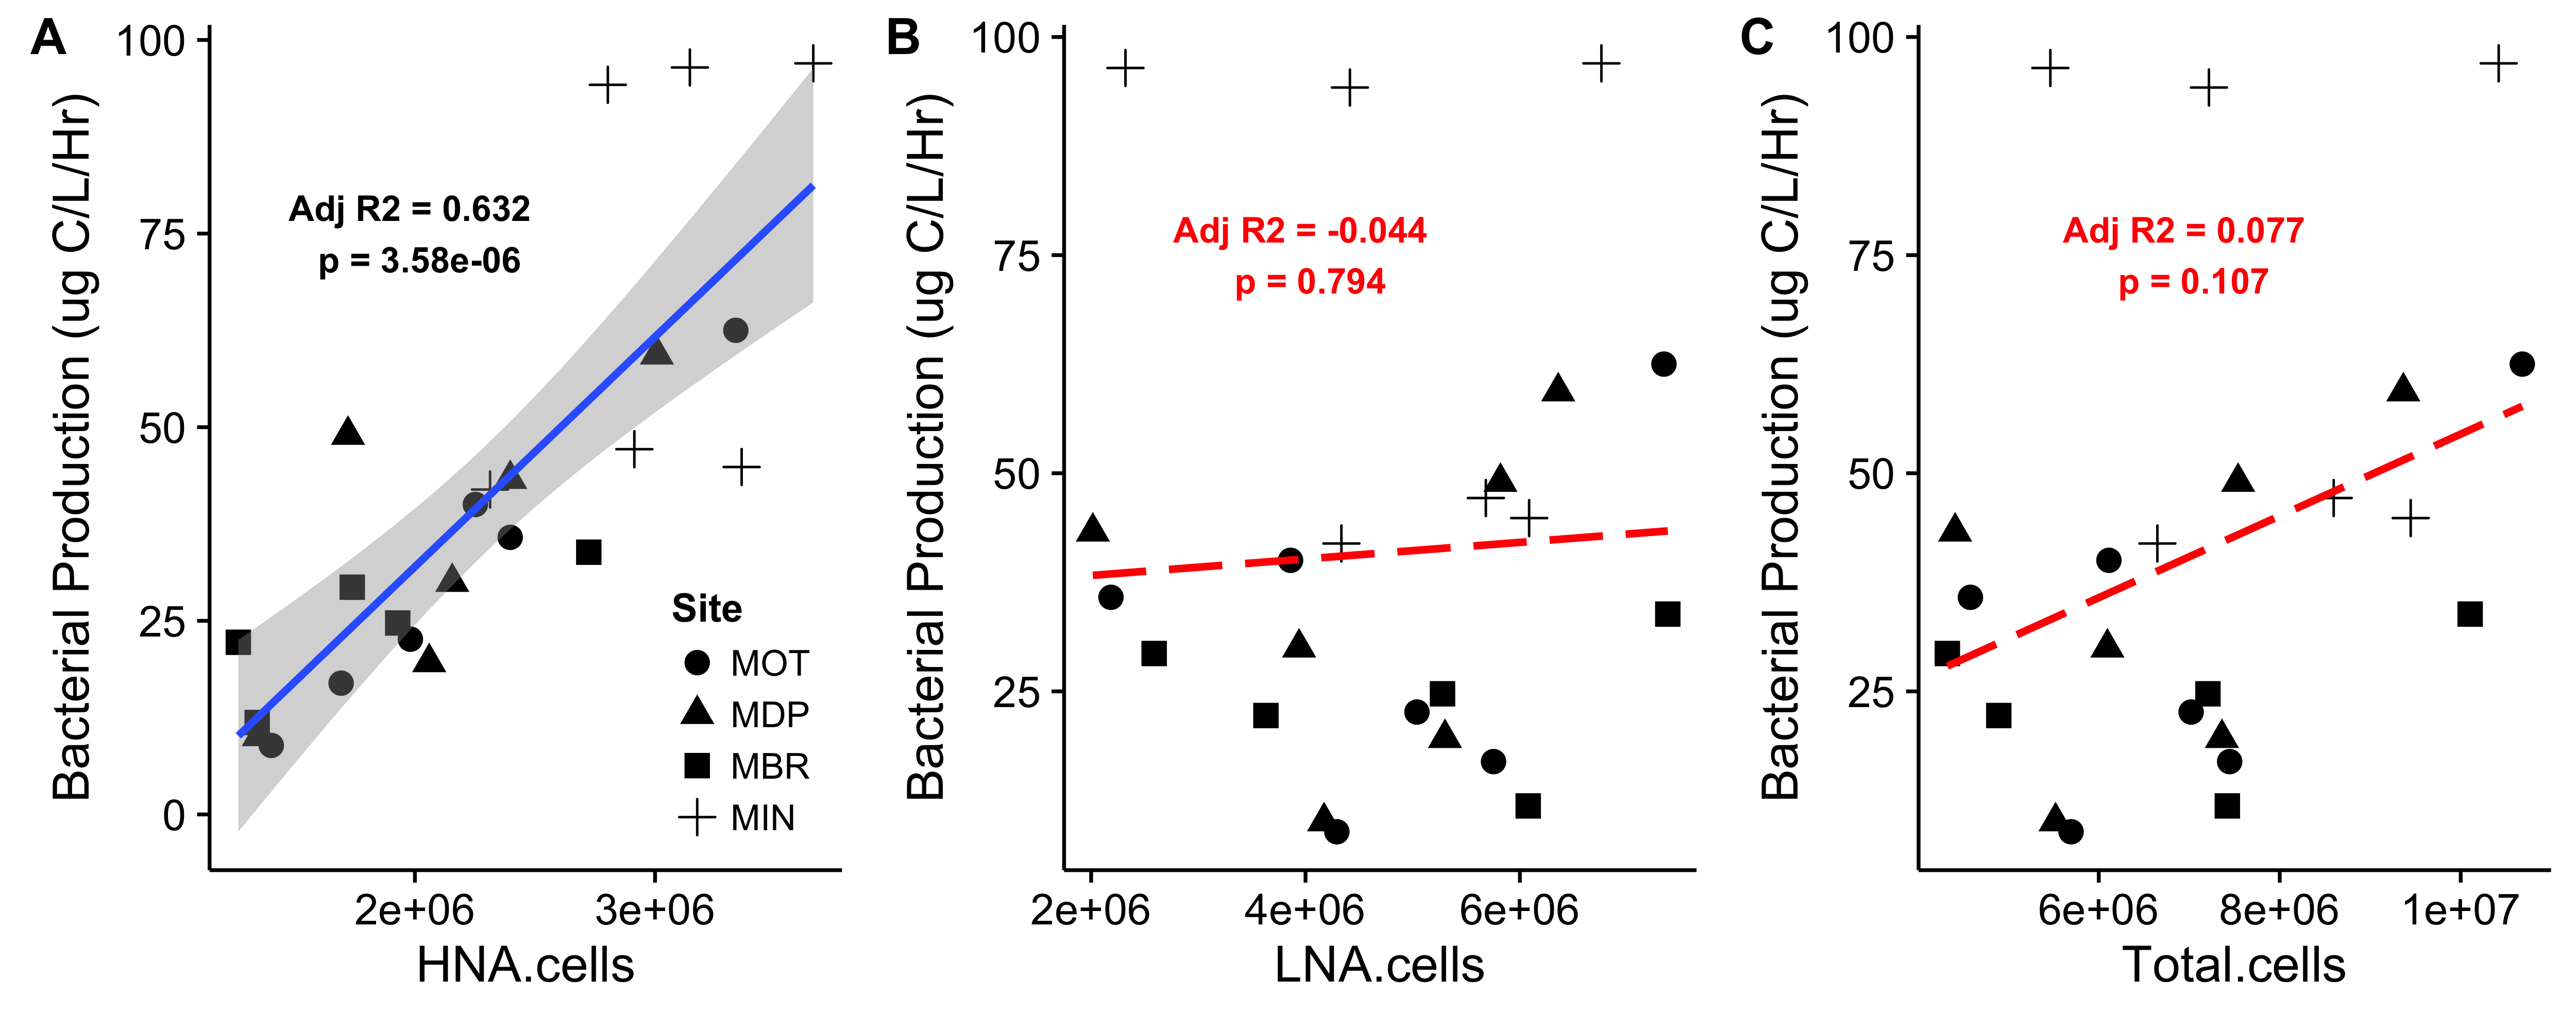 A
Bacterial Production (ug C/L/Hr)
100
75
50
25
0
Adj R2 = 0.632
p = 3.58e-06
Site
MOT
MDP
MBR
MIN
2e+06 3e+06
HNA.cells
B
Bacterial Production (ug C/L/Hr)
100
75
50
25
Adj R2 = -0.044
p = 0.794
2e+06 4e+06 6e+06
LNA.cells
C
Bacterial Production (ug C/L/Hr)
100
75
50
25
Adj R2 = 0.077
p = 0.107
6e+06 8e+06 1e+07
Total.cells